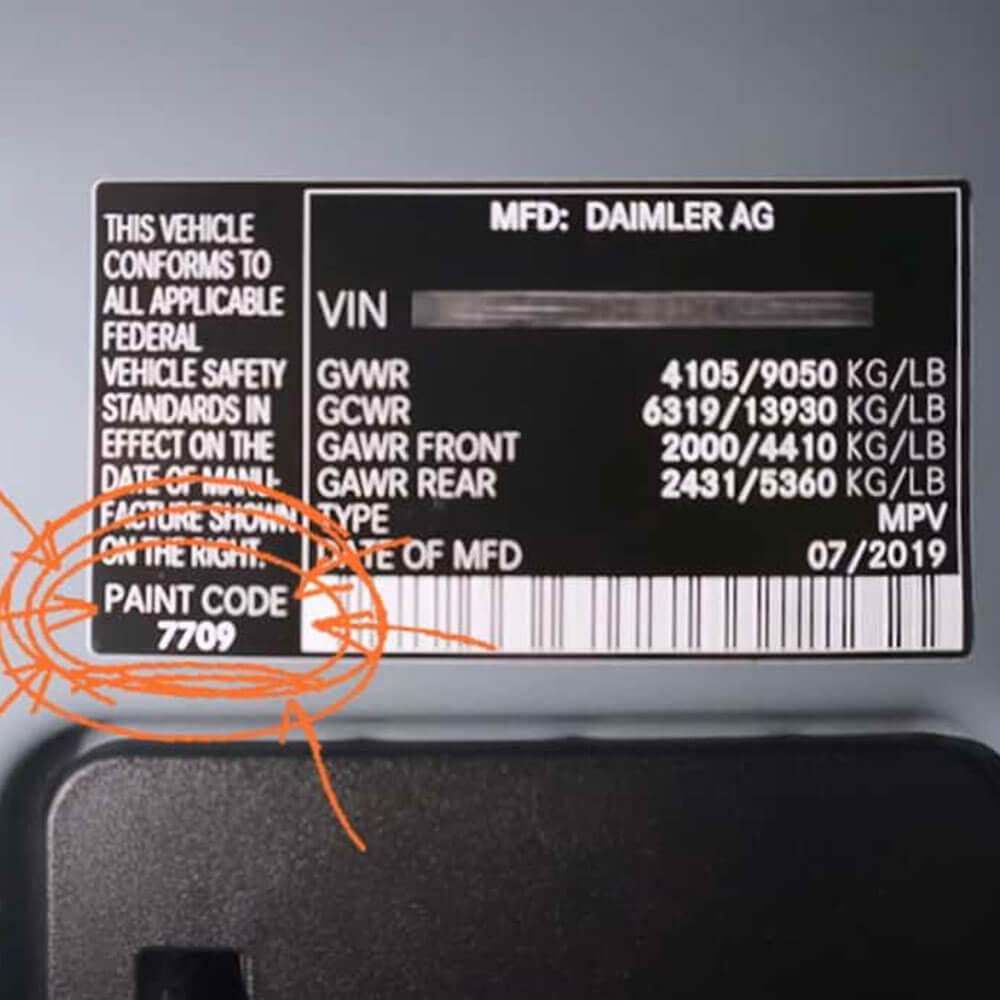 THIS VEHICLE
CONFORMS TO
ALL APPLICABLE
FEDERAL
VEHICLE SAFETY
STANDARDS IN
EFFECT ON THE
DATE OF MANU-
FACTURE SHOWN
ON THE RIGHT.
PAINT CODE
7709
MFD: DAIMLER AG
VIN
GVWR 4105/9050 KG/LB
GCWR 6319/13930 KG/LB
GAWR FRONT 2000/4410 KG/LB
GAWR REAR 2431/5360 KG/LB
TYPE MPV
DATE OF MFD 07/2019